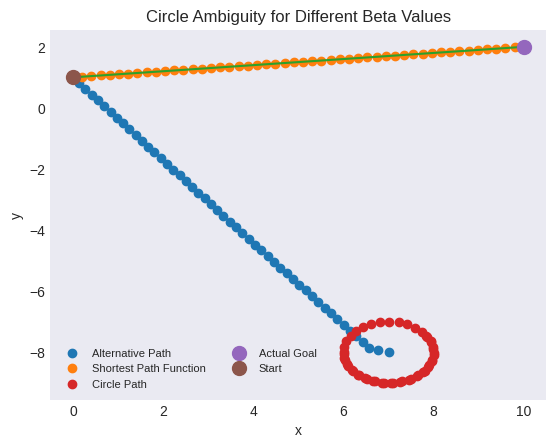 Circle Ambiguity for Different Beta Values
y
2
0
−2
−4
−6
−8
Alternative Path
Shortest Path Function
Circle Path
Actual Goal
Start
0 2 4 6 8 10
x